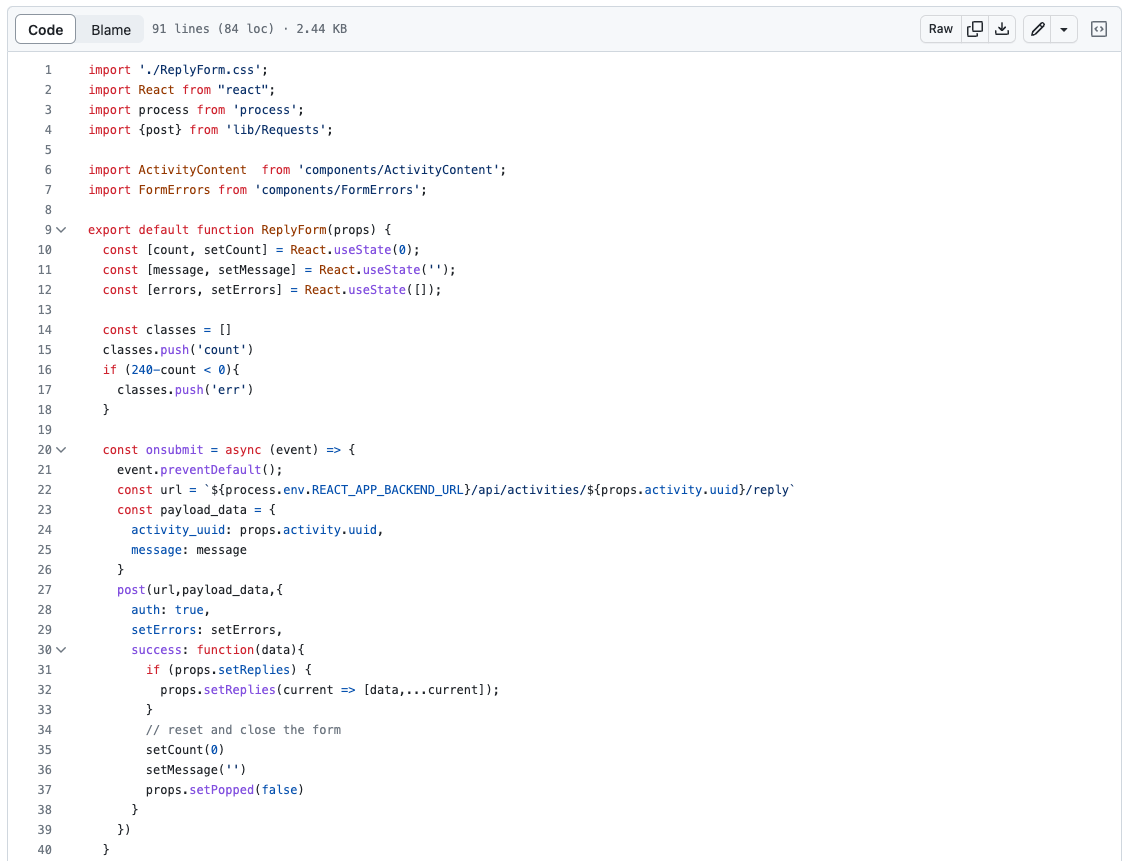 Code Blame 91 lines (84 loc) · 2.44 KB Raw
1 import './ReplyForm.css';
2 import React from "react";
3 import process from 'process';
4 import {post} from 'lib/Requests';
5
6 import ActivityContent  from 'components/ActivityContent';
7 import FormErrors from 'components/FormErrors';
8
9 export default function ReplyForm(props) {
10   const [count, setCount] = React.useState(0);
11   const [message, setMessage] = React.useState('');
12   const [errors, setErrors] = React.useState([]);
13
14   const classes = []
15   classes.push('count')
16   if (240-count < 0){
17     classes.push('err')
18   }
19
20   const onsubmit = async (event) => {
21     event.preventDefault();
22     const url = `${process.env.REACT_APP_BACKEND_URL}/api/activities/${props.activity.uuid}/reply`
23     const payload_data = {
24       activity_uuid: props.activity.uuid,
25       message: message
26     }
27     post(url,payload_data,{
28       auth: true,
29       setErrors: setErrors,
30       success: function(data){
31         if (props.setReplies) {
32           props.setReplies(current => [data,...current]);
33         }
34         // reset and close the form
35         setCount(0)
36         setMessage('')
37         props.setPopped(false)
38       }
39     })
40   }